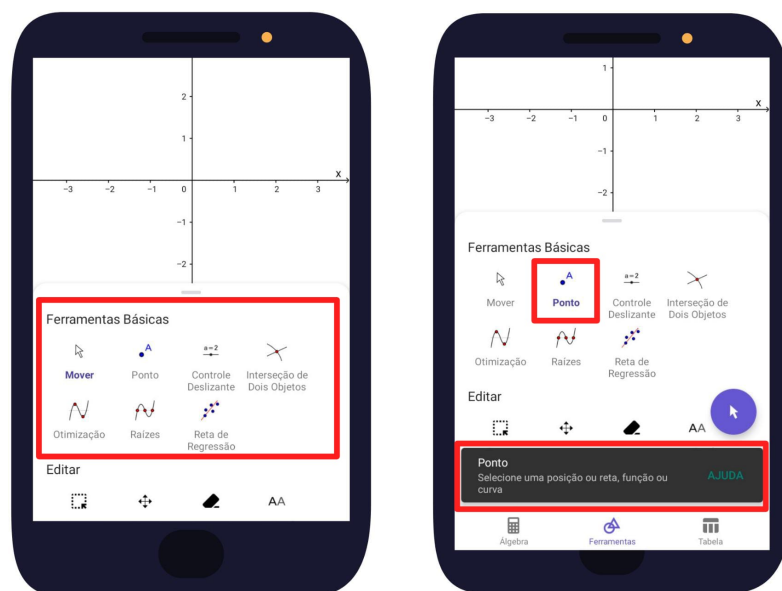 2
1
x
-3 -2 -1 0 1 2 3
-1
-2
Ferramentas Básicas
A
a=2
Mover Ponto Controle Deslizante Interseção de Dois Objetos
Otimização Raízes Reta de Regressão
Editar
AA
1
x
-3 -2 -1 0 1 2 3
-1
-2
Ferramentas Básicas
A
a=2
Mover Ponto Controle Deslizante Interseção de Dois Objetos
Otimização Raízes Reta de Regressão
Editar
AA
Ponto
Selecione uma posição ou reta, função ou
curva
AJUDA
Álgebra Ferramentas Tabela